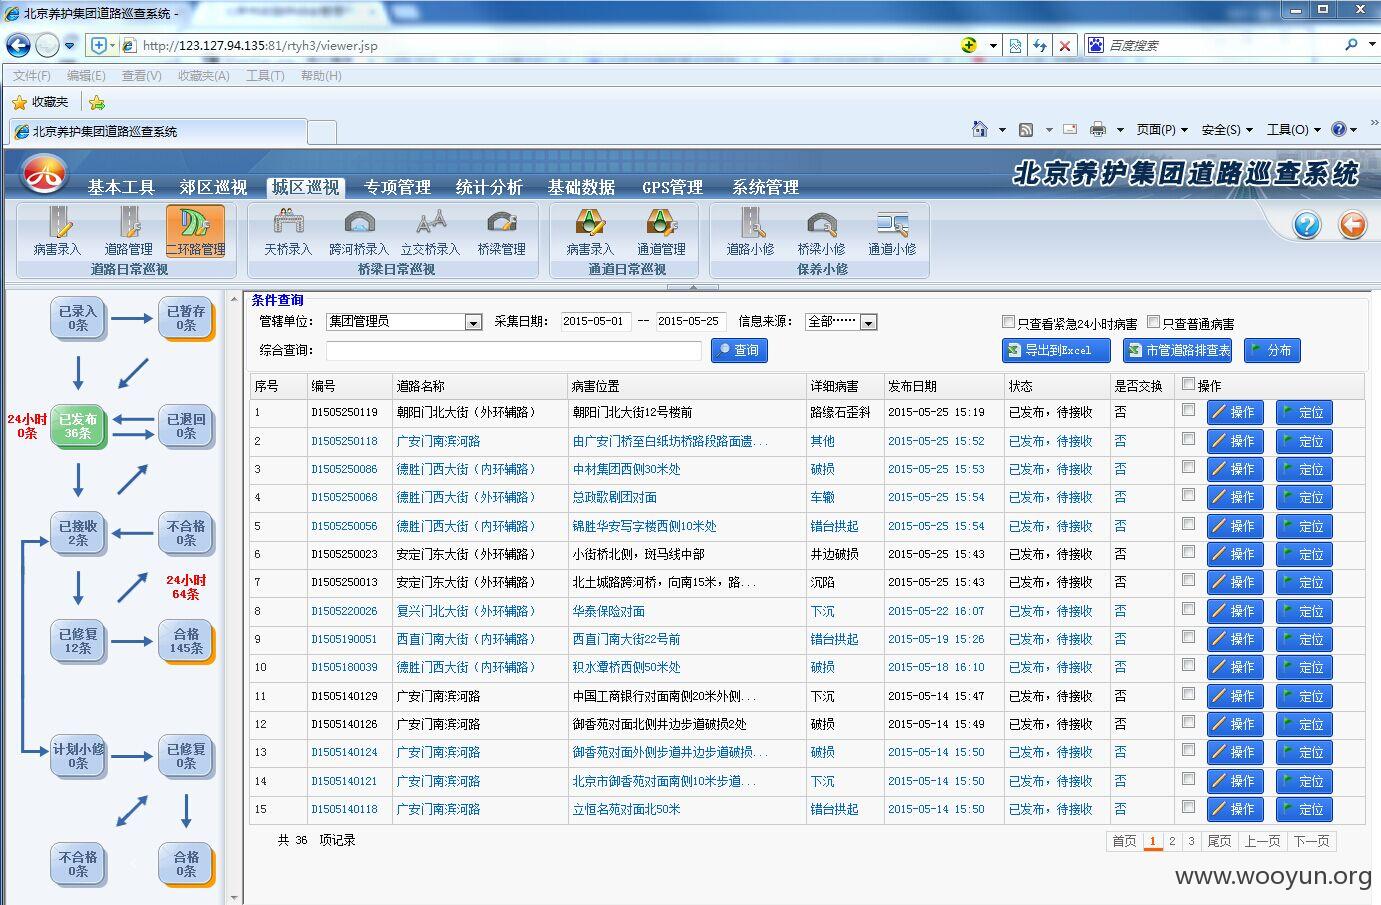 北京养护集团道路巡查系统 -
http://123.127.94.135:81/rtyh3/viewer.jsp
百度搜索
文件(F) 编辑(E) 查看(V) 收藏夹(A) 工具(T) 帮助(H)
收藏夹
北京养护集团道路巡查系统
页面(P) 安全(S) 工具(O)
北京养护集团道路巡查系统
基本工具 郊区巡视 城区巡视 专项管理 统计分析 基础数据 GPS管理 系统管理
病害录入 道路管理 二环路管理 天桥录入 跨河桥录入 立交桥录入 桥梁管理 病害录入 通道管理 道路小修 桥梁小修 通道小修
道路日常巡视 桥梁日常巡视 通道日常巡视 保养小修
已录入 0条
已暂存 0条
24小时 0条
已发布 36条
已退回 0条
已接收 2条
不合格 0条
24小时 64条
已修复 12条
合格 145条
计划小修 0条
已修复 0条
不合格 0条
合格 0条
条件查询
管辖单位: 集团管理员 采集日期: 2015-05-01 -- 2015-05-25 信息来源: 全部······ 只查看紧急24小时病害 只查普通病害
综合查询: 查询 导出到Excel 市管道路排查表 分布
序号 编号 道路名称 病害位置 详细病害 发布日期 状态 是否交换 操作
1 D1505250119 朝阳门北大街（外环辅路） 朝阳门北大街12号楼前 路缘石歪斜 2015-05-25 15:19 已发布，待接收 否 操作 定位
2 D1505250118 广安门南滨河路 由广安门桥至白纸坊桥路段路面遗... 其他 2015-05-25 15:52 已发布，待接收 否 操作 定位
3 D1505250086 德胜门西大街（内环辅路） 中材集团西侧30米处 破损 2015-05-25 15:53 已发布，待接收 否 操作 定位
4 D1505250068 德胜门西大街（外环辅路） 总政歌剧团对面 车辙 2015-05-25 15:54 已发布，待接收 否 操作 定位
5 D1505250056 德胜门西大街（内环辅路） 锦胜华安写字楼西侧10米处 错台拱起 2015-05-25 15:54 已发布，待接收 否 操作 定位
6 D1505250023 安定门东大街（外环辅路） 小街桥北侧，斑马线中部 井边破损 2015-05-25 15:43 已发布，待接收 否 操作 定位
7 D1505250013 安定门东大街（外环辅路） 北土城路跨河桥，向南15米，路... 沉陷 2015-05-25 15:43 已发布，待接收 否 操作 定位
8 D1505220026 复兴门北大街（外环辅路） 华泰保险对面 下沉 2015-05-22 16:07 已发布，待接收 否 操作 定位
9 D1505190051 西直门南大街（内环辅路） 西直门南大街22号前 错台拱起 2015-05-19 15:26 已发布，待接收 否 操作 定位
10 D1505180039 德胜门西大街（内环辅路） 积水潭桥西侧50米处 破损 2015-05-18 16:10 已发布，待接收 否 操作 定位
11 D1505140129 广安门南滨河路 中国工商银行对面南侧20米外侧... 下沉 2015-05-14 15:47 已发布，待接收 否 操作 定位
12 D1505140126 广安门南滨河路 御香苑对面北侧井边步道破损2处 破损 2015-05-14 15:49 已发布，待接收 否 操作 定位
13 D1505140124 广安门南滨河路 御香苑对面外侧步道井边步道破损... 破损 2015-05-14 15:50 已发布，待接收 否 操作 定位
14 D1505140121 广安门南滨河路 北京市御香苑对面南侧10米步道... 下沉 2015-05-14 15:50 已发布，待接收 否 操作 定位
15 D1505140118 广安门南滨河路 立恒名苑对面北50米 错台拱起 2015-05-14 15:50 已发布，待接收 否 操作 定位
共 36 项记录 首页 1 2 3 尾页 上一页 下一页
www.wooyun.org